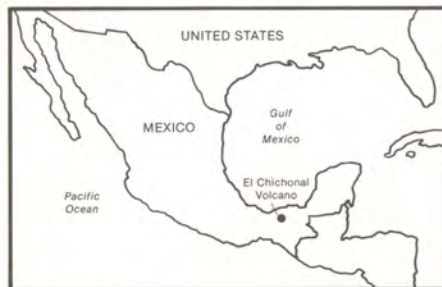 UNITED STATES
Gulf
of
Mexico
MEXICO
El Chichonal
Volcano
Pacific
Ocean